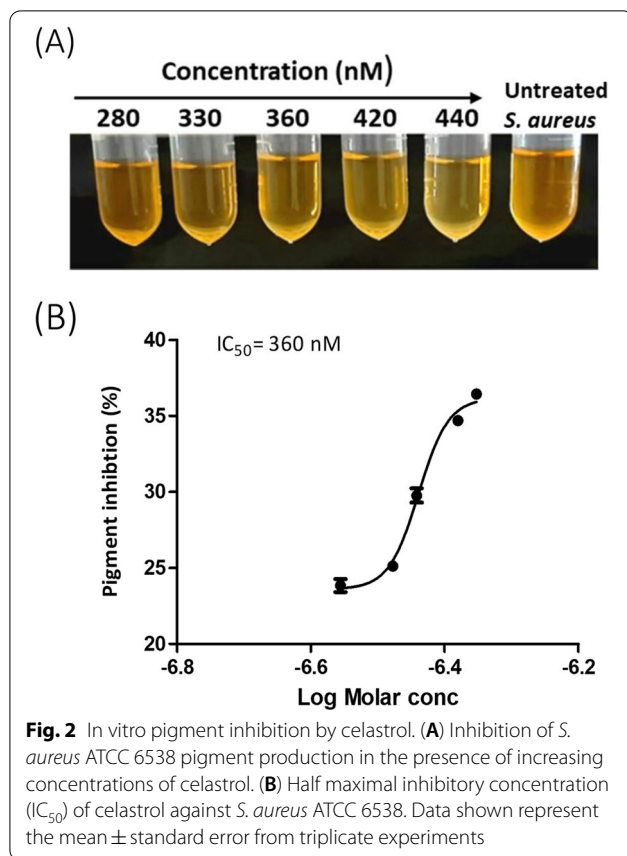 (A)
Concentration (nM)
280 330 360 420 440
Untreated
S. aureus
(B)
IC50= 360 nM
Pigment inhibtion (%)
40
35
30
25
20
-6.8 -6.6 -6.4 -6.2
Log Molar conc
Fig. 2 In vitro pigment inhibition by celastrol. (A) Inhibition of S.
aureus ATCC 6538 pigment production in the presence of increasing
concentrations of celastrol. (B) Half maximal inhibitory concentration
(IC50) of celastrol against S. aureus ATCC 6538. Data shown represent
the mean ± standard error from triplicate experiments